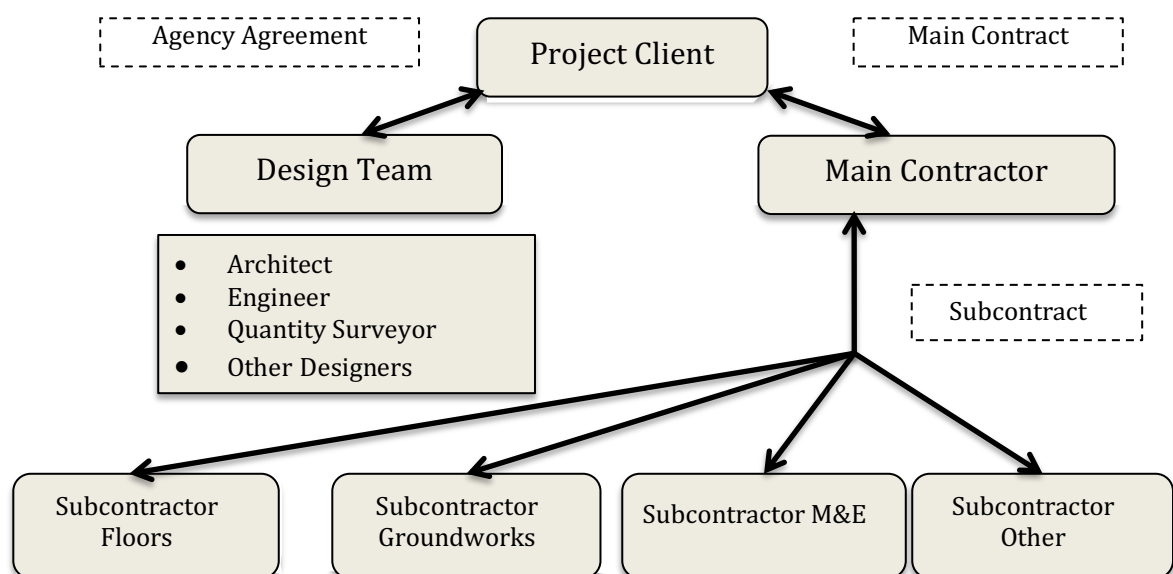 Agency Agreement
Project Client
Main Contract
Design Team
Main Contractor
• Architect
• Engineer
• Quantity Surveyor
• Other Designers
Subcontract
Subcontractor
Floors
Subcontractor
Groundworks
Subcontractor M&E
Subcontractor
Other